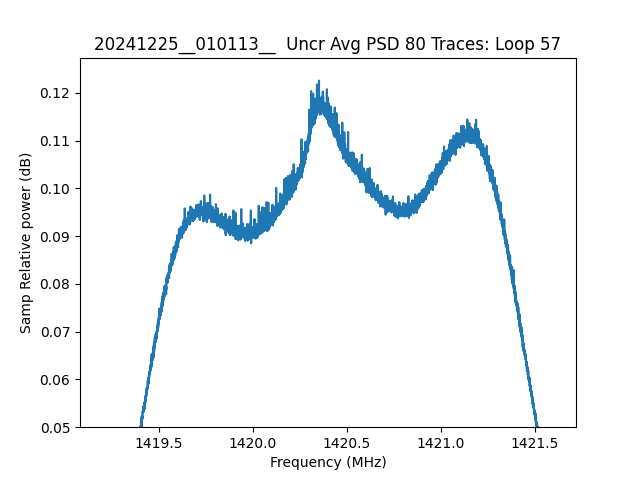 20241225__010113__  Uncr Avg PSD 80 Traces: Loop 57
0.12
0.11
0.10
0.09
0.08
0.07
0.06
0.05
Samp Relative power (dB)
1419.5 1420.0 1420.5 1421.0 1421.5
Frequency (MHz)